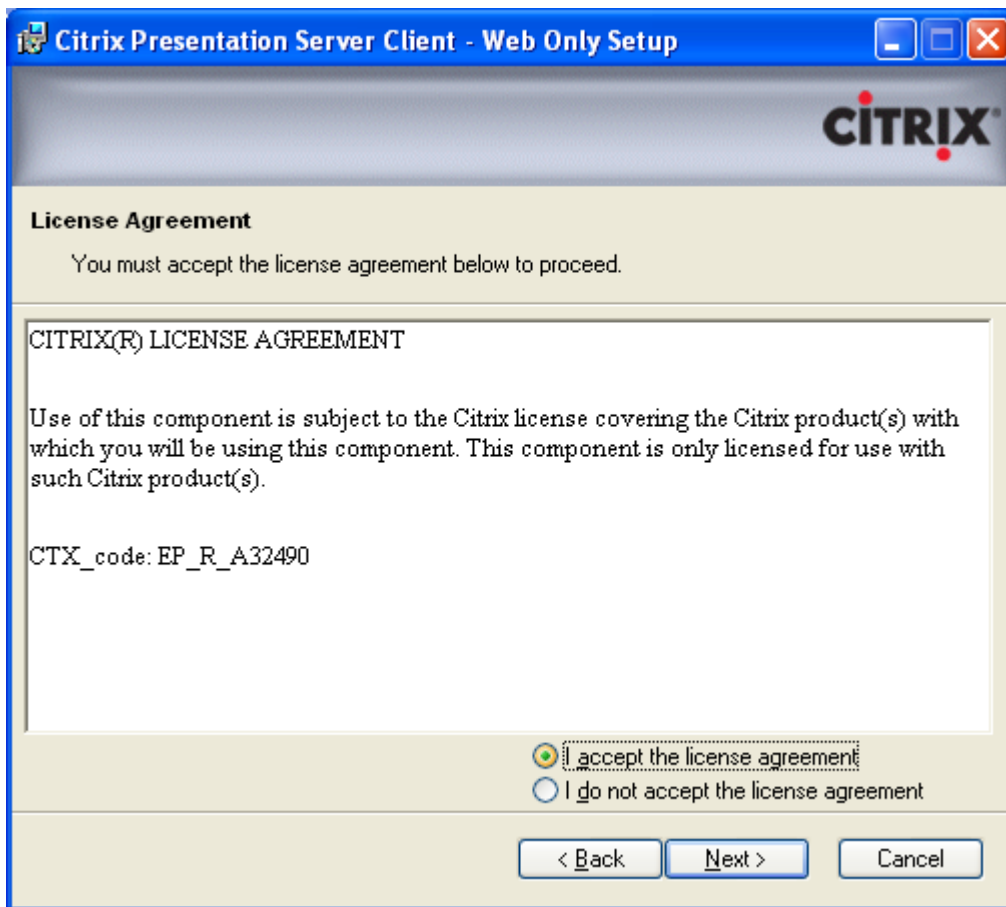 Citrix Presentation Server Client - Web Only Setup
CITRIX
License Agreement
You must accept the license agreement below to proceed.
CITRIX(R) LICENSE AGREEMENT
Use of this component is subject to the Citrix license covering the Citrix product(s) with
which you will be using this component. This component is only licensed for use with
such Citrix product(s).
CTX_code: EP_R_A32490
I accept the license agreement
I do not accept the license agreement
< Back Next > Cancel